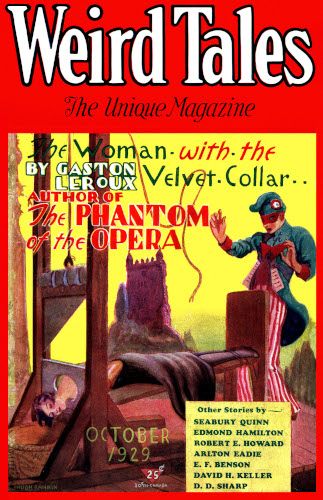 Weird Tales
The Unique Magazine
The Woman with the
BY GASTON LEROUX
Velvet Collar..
AUTHOR OF
The PHANTOM
of the OPERA
Other Stories by—
SEABURY QUINN
EDMOND HAMILTON
ROBERT E. HOWARD
ARLTON EADIE
E. F. BENSON
DAVID H. KELLER
D. D. SHARP
OCTOBER
1929
25¢
HUGH RANKIN